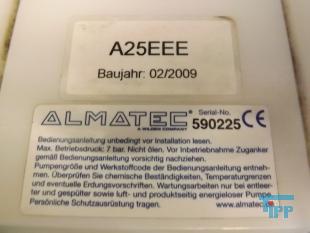 A25EEE
Baujahr: 02/2009
ALMATEC Serial-No. CE
A WILDEN COMPANY 590225
Bedienungsanleitung unbedingt vor Installation lesen.
Max. Betriebsdruck: 7 bar. Nicht ölen. Vor Inbetriebnahme Zuganker
gemäß Bedienungsanleitung vorsichtig nachziehen.
Pumpengröße und Werkstoffcode der Bedienungsanleitung entneh-
men. Überprüfen Sie chemische Beständigkeiten, Temperaturgrenzen
und eventuelle Erdungsvorschriften. Wartungsarbeiten nur bei entleer-
ter und gespülter sowie luft- und produktseitig energieloser Pumpe.
Persönliche Schutzausrüstung tragen. www.almatec
IPP